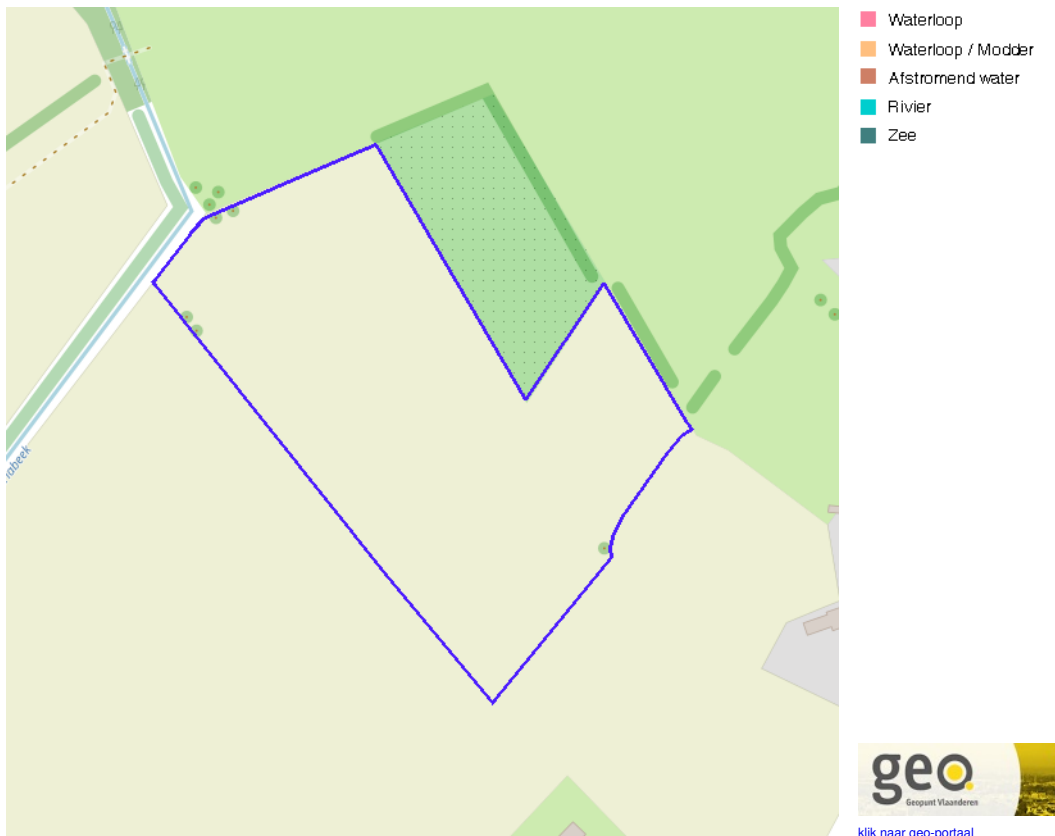 Waterloop
Waterloop / Modder
Afstromend water
Rivier
Zee
geo.
Geopunt Vlaanderen
klik naar geo-portaal